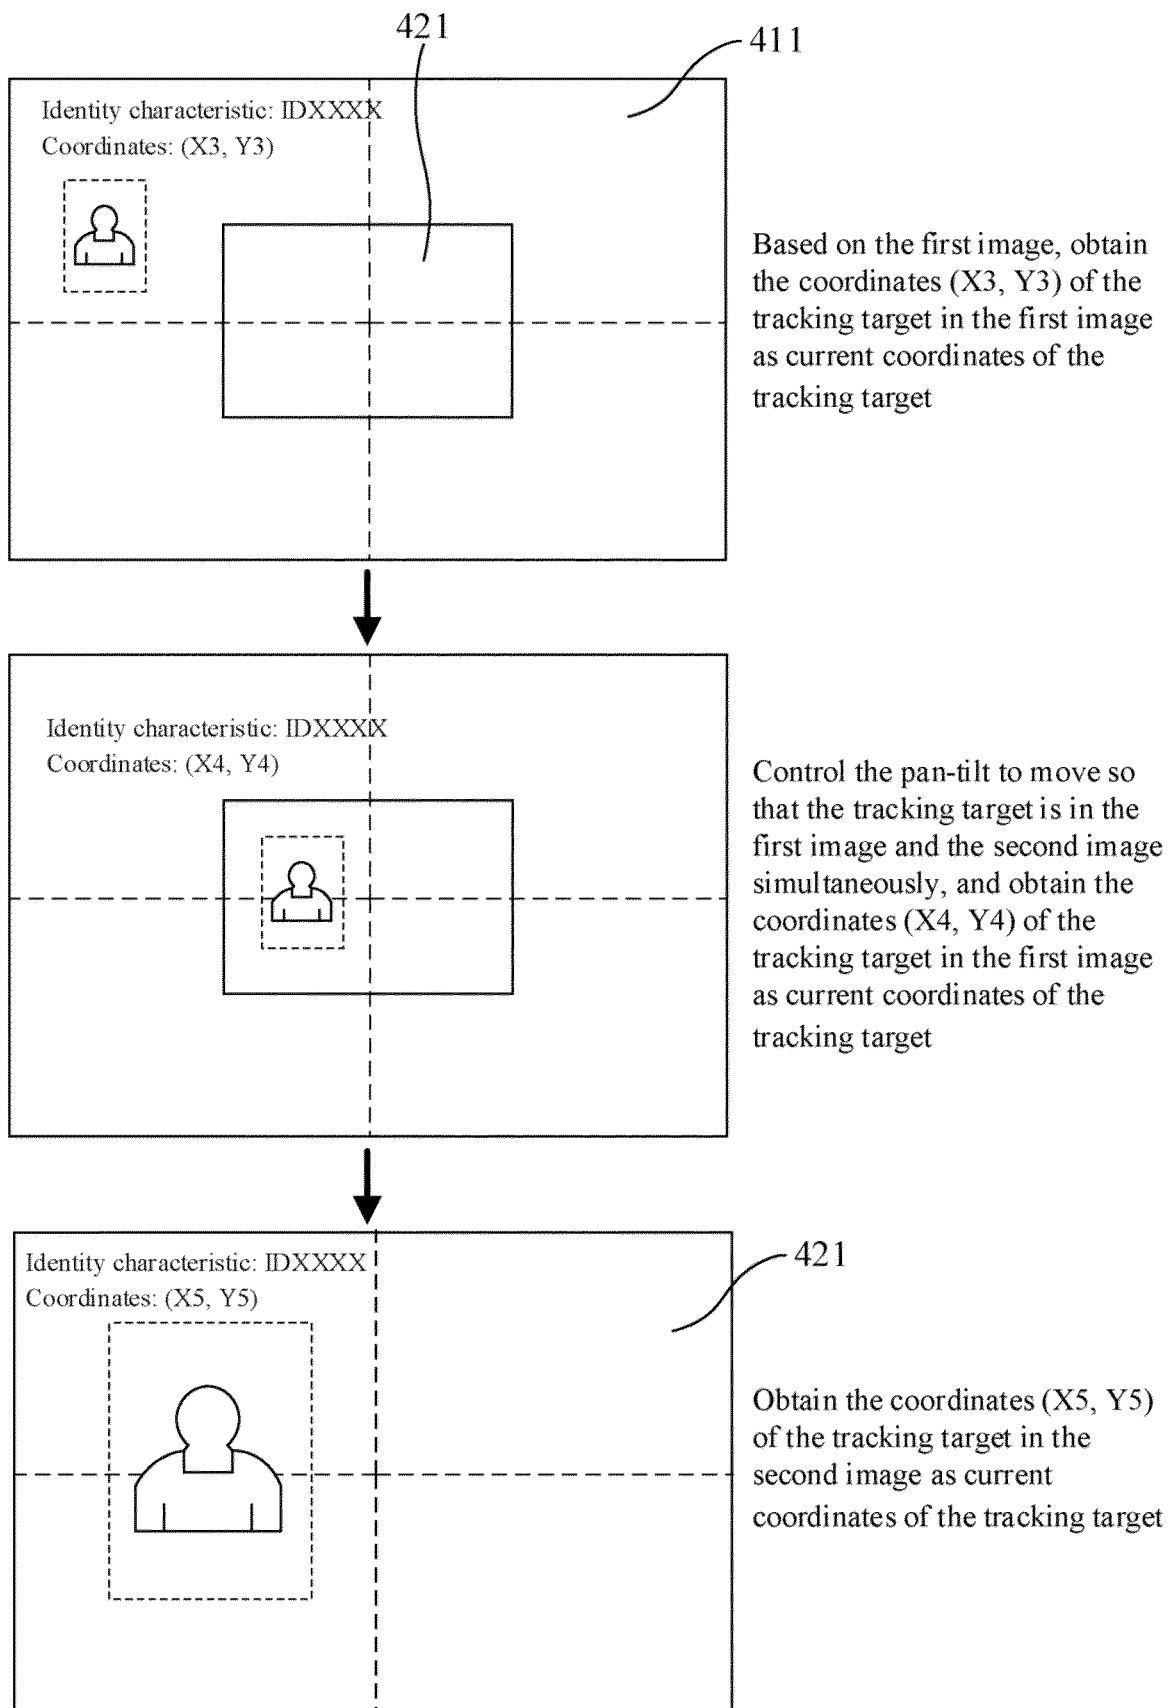 421
411
Identity characteristic: IDXXXX
Coordinates: (X3, Y3)
Based on the first image, obtain
the coordinates (X3, Y3) of the
tracking target in the first image
as current coordinates of the
tracking target
Identity characteristic: IDXXXX
Coordinates: (X4, Y4)
Control the pan-tilt to move so
that the tracking target is in the
first image and the second image
simultaneously, and obtain the
coordinates (X4, Y4) of the
tracking target in the first image
as current coordinates of the
tracking target
421
Identity characteristic: IDXXXX
Coordinates: (X5, Y5)
Obtain the coordinates (X5, Y5)
of the tracking target in the
second image as current
coordinates of the tracking target